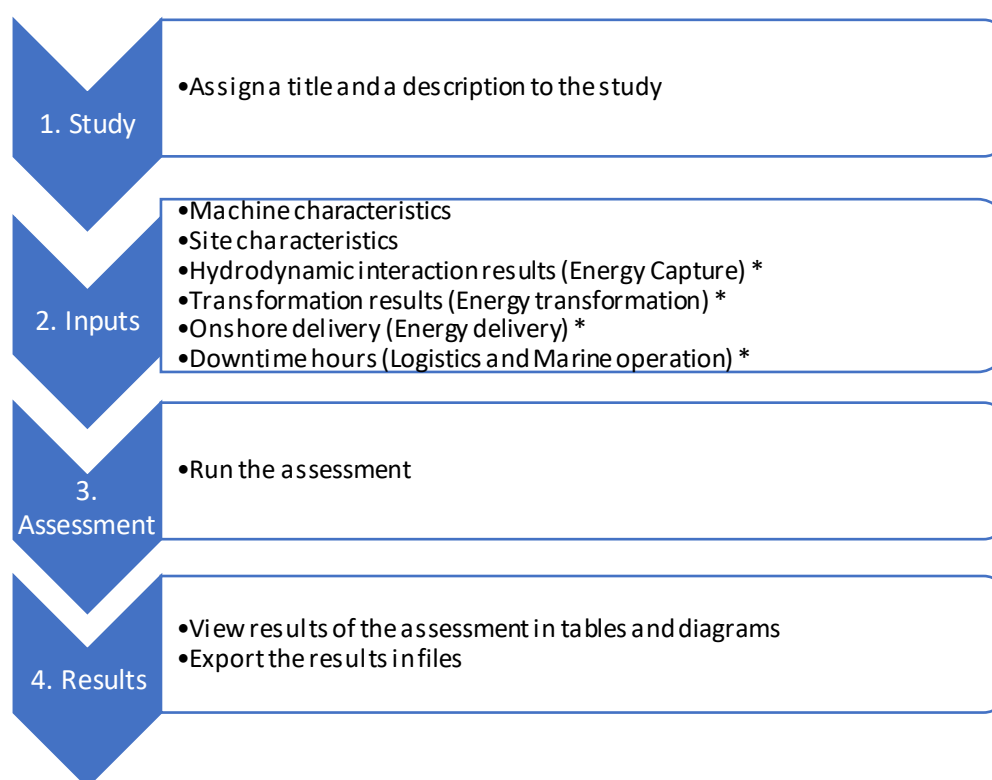 1. Study
•Assign a title and a description to the study
2. Inputs
•Machine characteristics
•Site characteristics
•Hydrodynamic interaction results (Energy Capture) *
•Transformation results (Energy transformation) *
•Onshore delivery (Energy delivery) *
•Downtime hours (Logistics and Marine operation) *
3.
Assessment
•Run the assessment
4. Results
•View results of the assessment in tables and diagrams
•Export the results in files